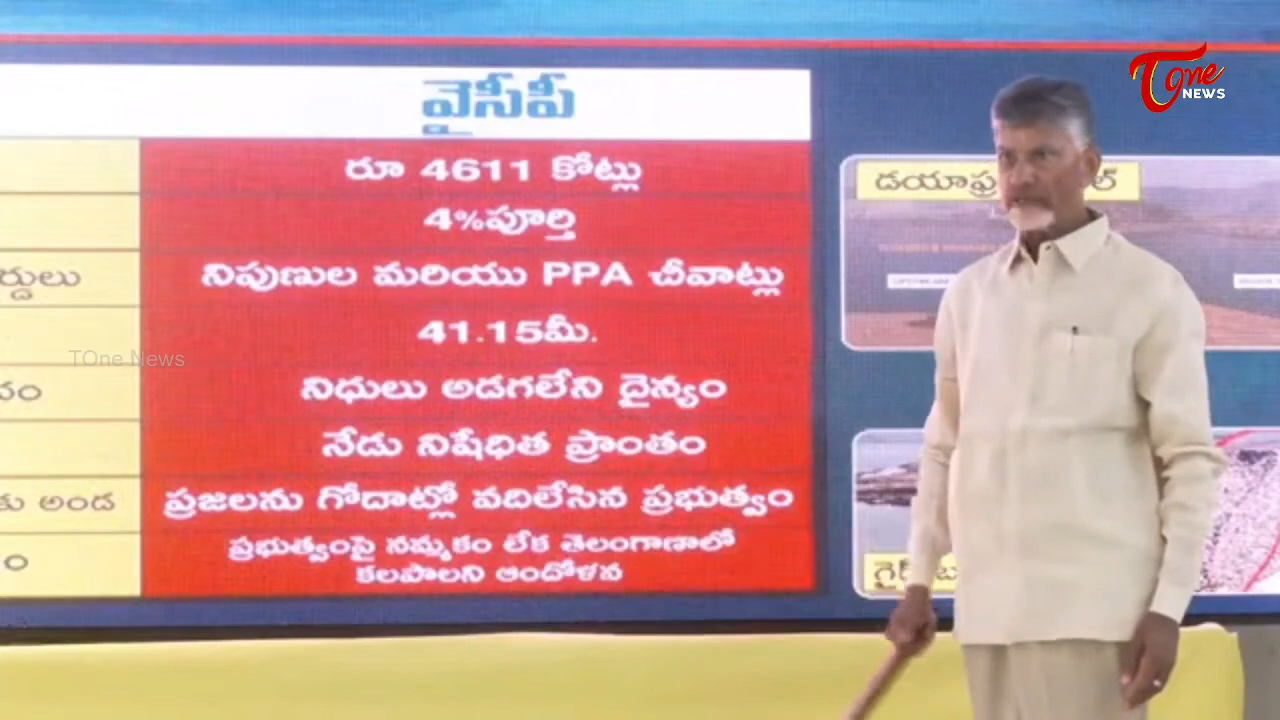 TOne
NEWS
వైసీపీ
రూ 4611 కోట్లు
4%పూర్తి
ర్డులు నిపుణుల మరియు PPA చీవాట్లు
41.15మీ.
TOne News
నిధులు అడగలేని దైన్యం
నేడు నిషేధిత ప్రాంతం
కు అండ ప్రజలను గోదాట్లో వదిలేసిన ప్రభుత్వం
ప్రభుత్వంపై నమ్మకం లేక తెలంగాణాలో
కలపాలని ఆందోళన
డయాఫ్ర
ల్